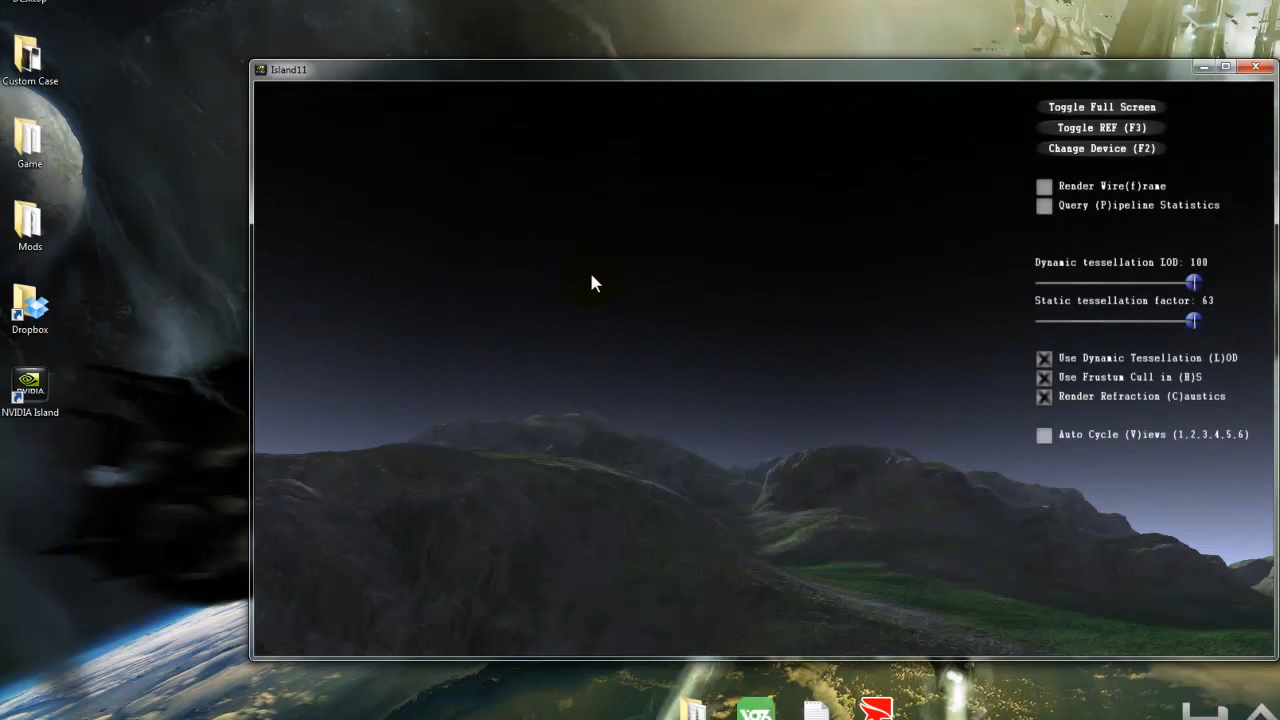 Desktop
Custom Case
Game
Mods
Dropbox
NVIDIA
NVIDIA Island
Island11
Toggle Full Screen
Toggle REF (F3)
Change Device (F2)
Render Wire(f)rame
Query (P)ipeline Statistics
Dynamic tessellation LOD: 100
Static tessellation factor: 63
Use Dynamic Tessellation (L)OD
Use Frustum Cull in (H)S
Render Refraction (C)austics
Auto Cycle (V)iews (1,2,3,4,5,6)